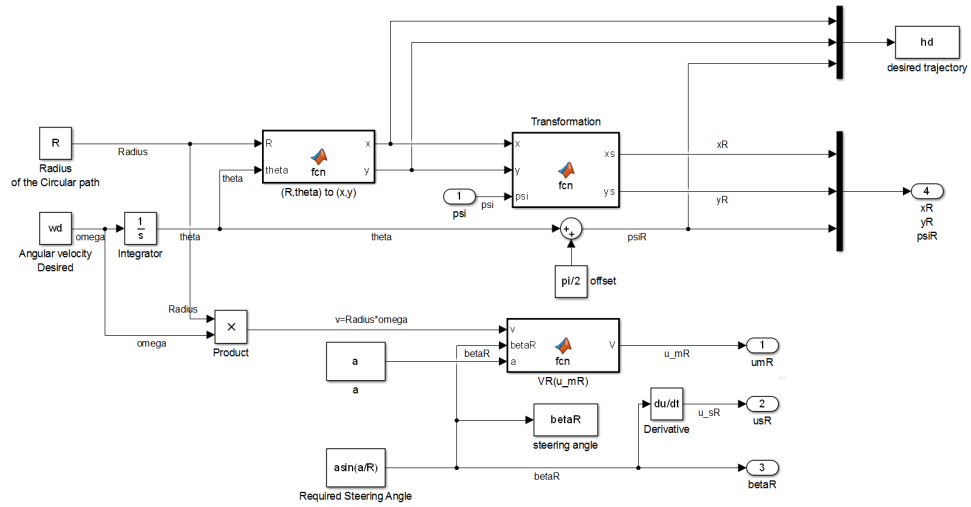 hd
desired trajectory
Transformation
R
Radius
of the Circular path
Radius
R
theta
x
y
fcn
(R,theta) to (x,y)
theta
x
y
psi
xs
ys
fcn
1
psi
psi
xR
yR
4
xR
yR
psiR
wd
Angular velocity
Desired
omega
1
s
Integrator
theta
theta
+
+
psiR
pi/2
offset
Radius
omega
×
Product
v=Radius*omega
a
a
betaR
v
betaR
a
V
fcn
VR(u_mR)
u_mR
1
umR
betaR
steering angle
du/dt
Derivative
u_sR
2
usR
asin(a/R)
Required Steering Angle
betaR
3
betaR